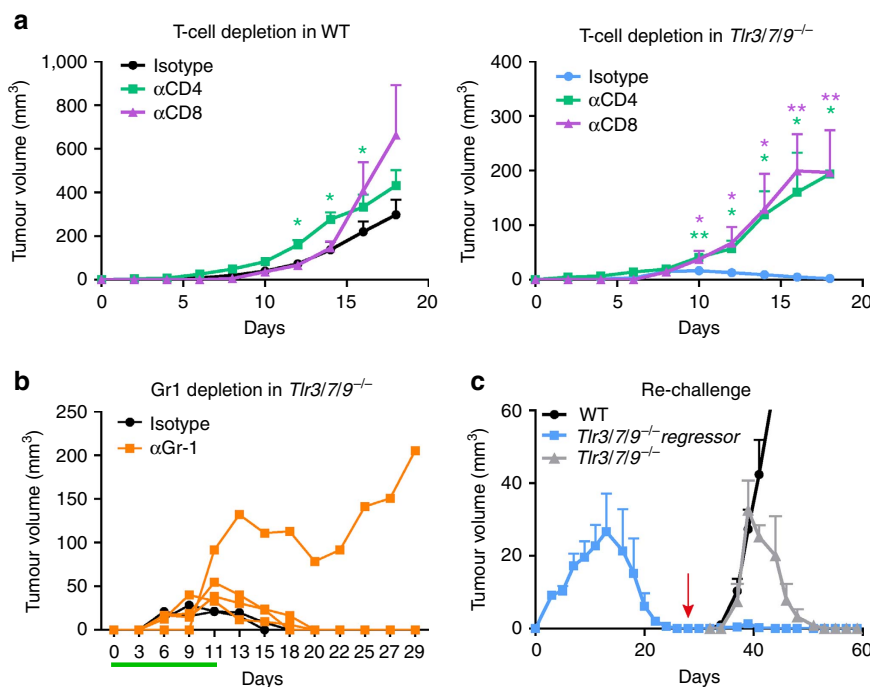 a
T-cell depletion in WT
Tumour volume (mm³)
1,000
800
600
400
200
0
Isotype
αCD4
αCD8
* * *
0 5 10 15 20
Days
T-cell depletion in Tlr3/7/9⁻/⁻
Tumour volume (mm³)
400
300
200
100
0
Isotype
αCD4
αCD8
* * * ** **
** * * * *
0 5 10 15 20
Days
b
Gr1 depletion in Tlr3/7/9⁻/⁻
Tumour volume (mm³)
250
200
150
100
50
0
Isotype
αGr-1
0 3 6 9 11 13 15 18 20 22 25 27 29
Days
c
Re-challenge
Tumour volume (mm³)
60
40
20
0
WT
Tlr3/7/9⁻/⁻ regressor
Tlr3/7/9⁻/⁻
0 20 40 60
Days